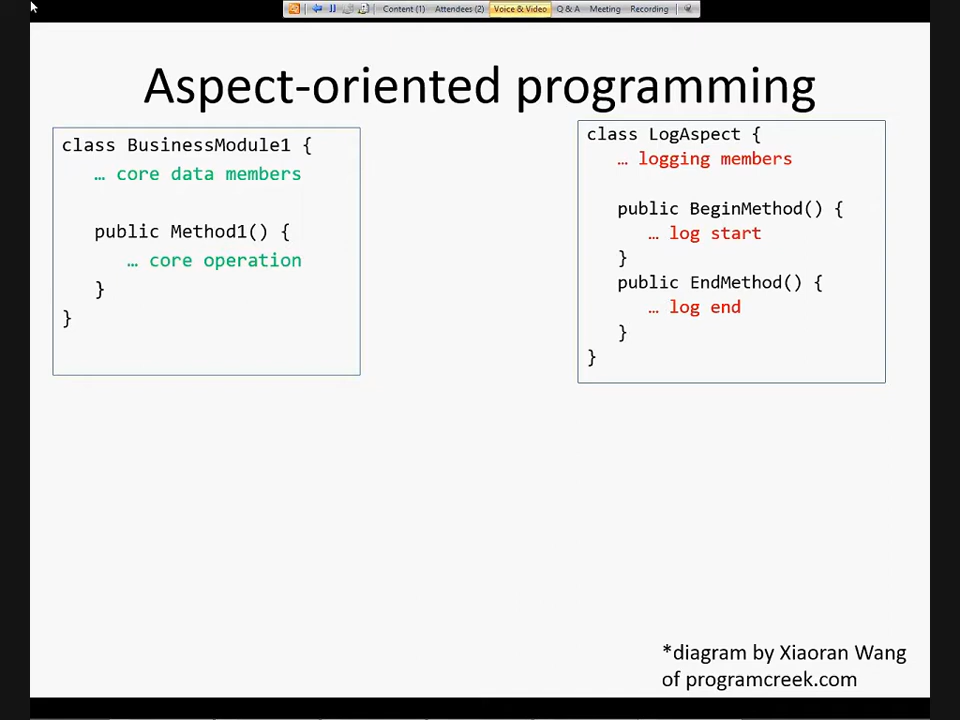 Content (1) Attendees (2) Voice & Video Q & A Meeting Recording
Aspect-oriented programming
class BusinessModule1 {
… core data members
public Method1() {
… core operation
}
}
class LogAspect {
… logging members
public BeginMethod() {
… log start
}
public EndMethod() {
… log end
}
}
*diagram by Xiaoran Wang
of programcreek.com